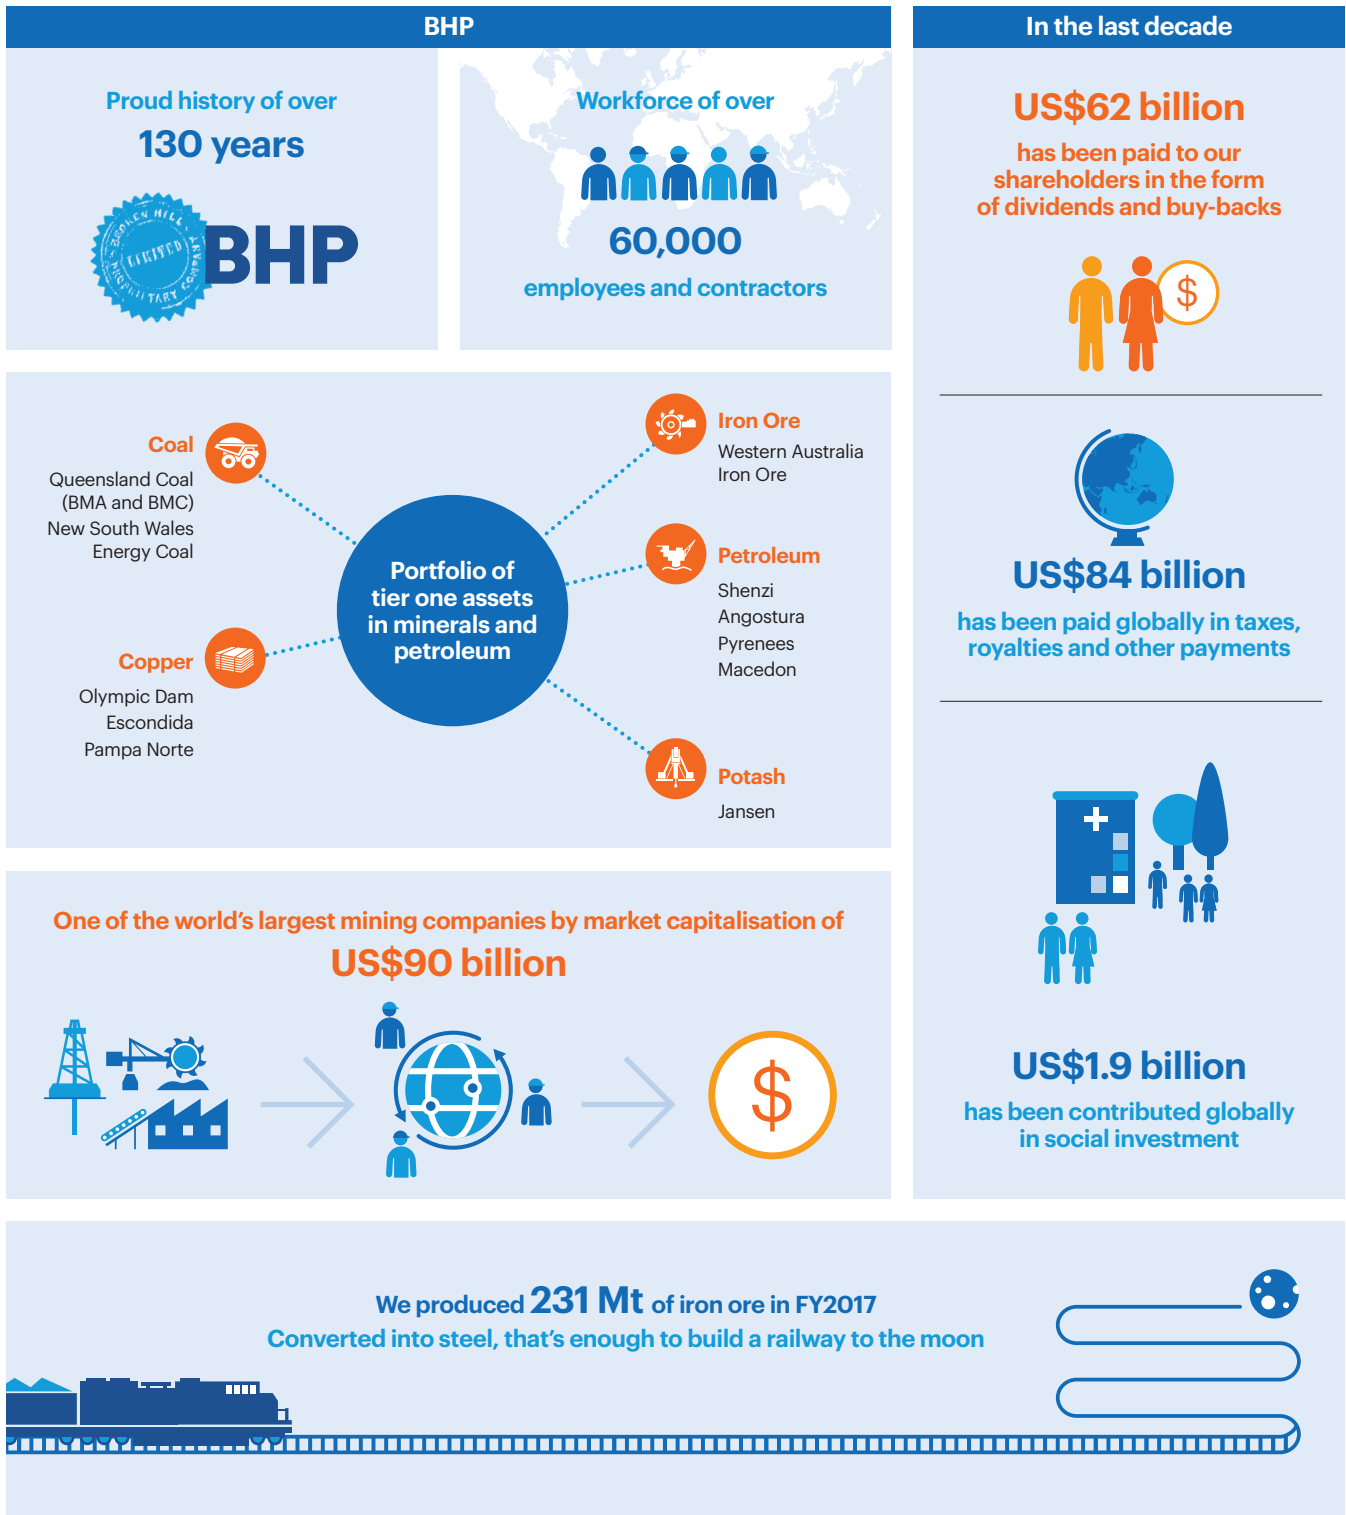 BHP
Proud history of over
130 years
BROKEN HILL PROPRIETARY COMPANY
LIMITED
BHP
Workforce of over
60,000
employees and contractors
Coal
Queensland Coal
(BMA and BMC)
New South Wales
Energy Coal
Copper
Olympic Dam
Escondida
Pampa Norte
Portfolio of
tier one assets
in minerals and
petroleum
Iron Ore
Western Australia
Iron Ore
Petroleum
Shenzi
Angostura
Pyrenees
Macedon
Potash
Jansen
One of the world's largest mining companies by market capitalisation of
US$90 billion
$
In the last decade
US$62 billion
has been paid to our
shareholders in the form
of dividends and buy-backs
$
US$84 billion
has been paid globally in taxes,
royalties and other payments
US$1.9 billion
has been contributed globally
in social investment
We produced 231 Mt of iron ore in FY2017
Converted into steel, that's enough to build a railway to the moon